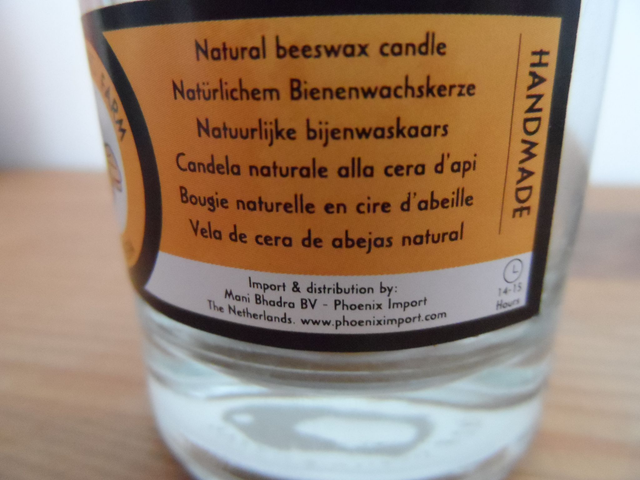 FARM
Natural beeswax candle
Natürlichem Bienenwachskerze
Natuurlijke bijenwaskaars
Candela naturale alla cera d'api
Bougie naturelle en cire d'abeille
Vela de cera de abejas natural
HANDMADE
Import & distribution by:
Mani Bhadra BV - Phoenix Import
The Netherlands. www.phoeniximport.com
14-15
Hours